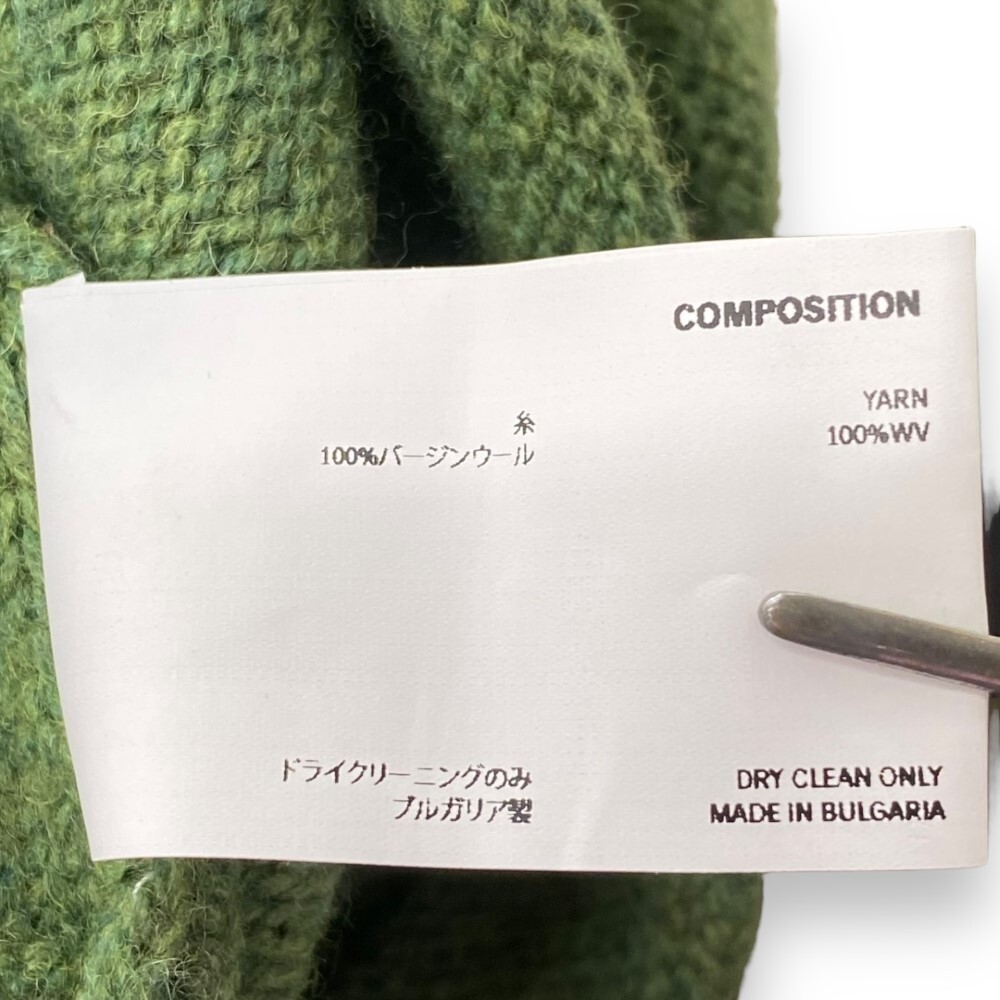 COMPOSITION
糸
100%バージンウール
YARN
100%WV
ドライクリーニングのみ
ブルガリア製
DRY CLEAN ONLY
MADE IN BULGARIA